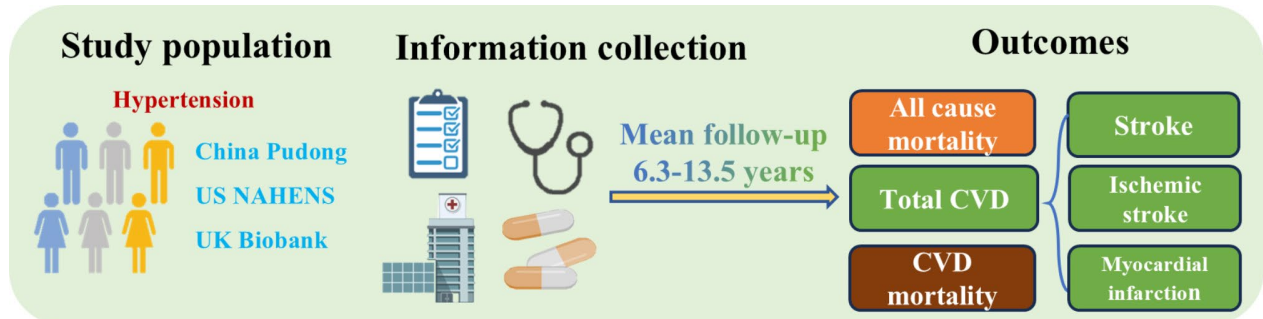 Study population
Hypertension
China Pudong
US NAHENS
UK Biobank
Information collection
Mean follow-up
6.3-13.5 years
Outcomes
All cause
mortality
Total CVD
CVD
mortality
Stroke
Ischemic
stroke
Myocardial
infarction